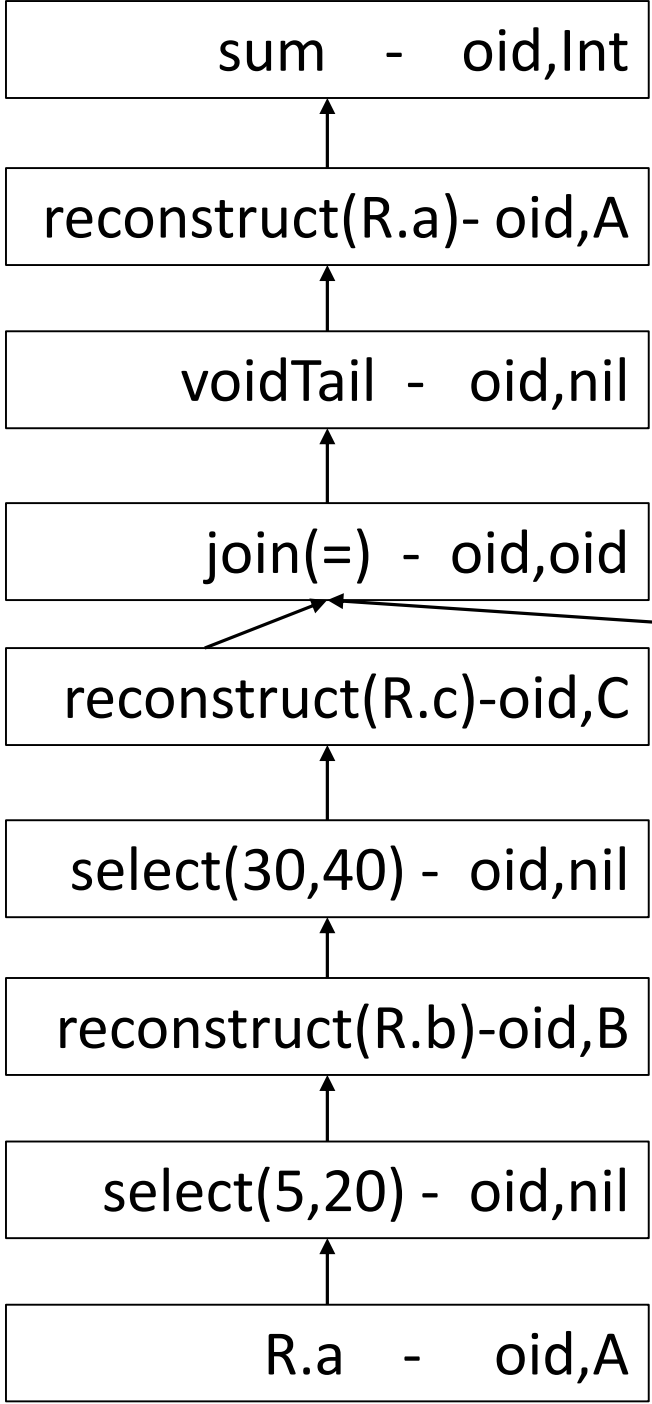 sum - oid,Int
reconstruct(R.a)- oid,A
voidTail - oid,nil
join(=) - oid,oid
reconstruct(R.c)-oid,C
select(30,40) - oid,nil
reconstruct(R.b)-oid,B
select(5,20) - oid,nil
R.a - oid,A